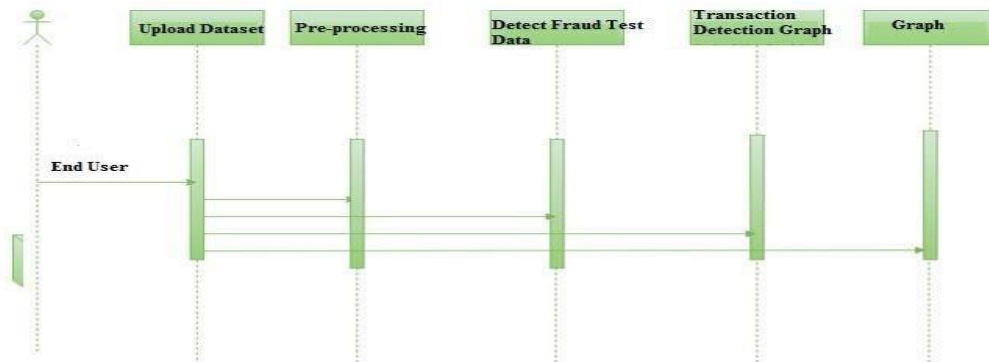 Upload Dataset
Pre-processing
Detect Fraud Test
Data
Transaction
Detection Graph
Graph
End User